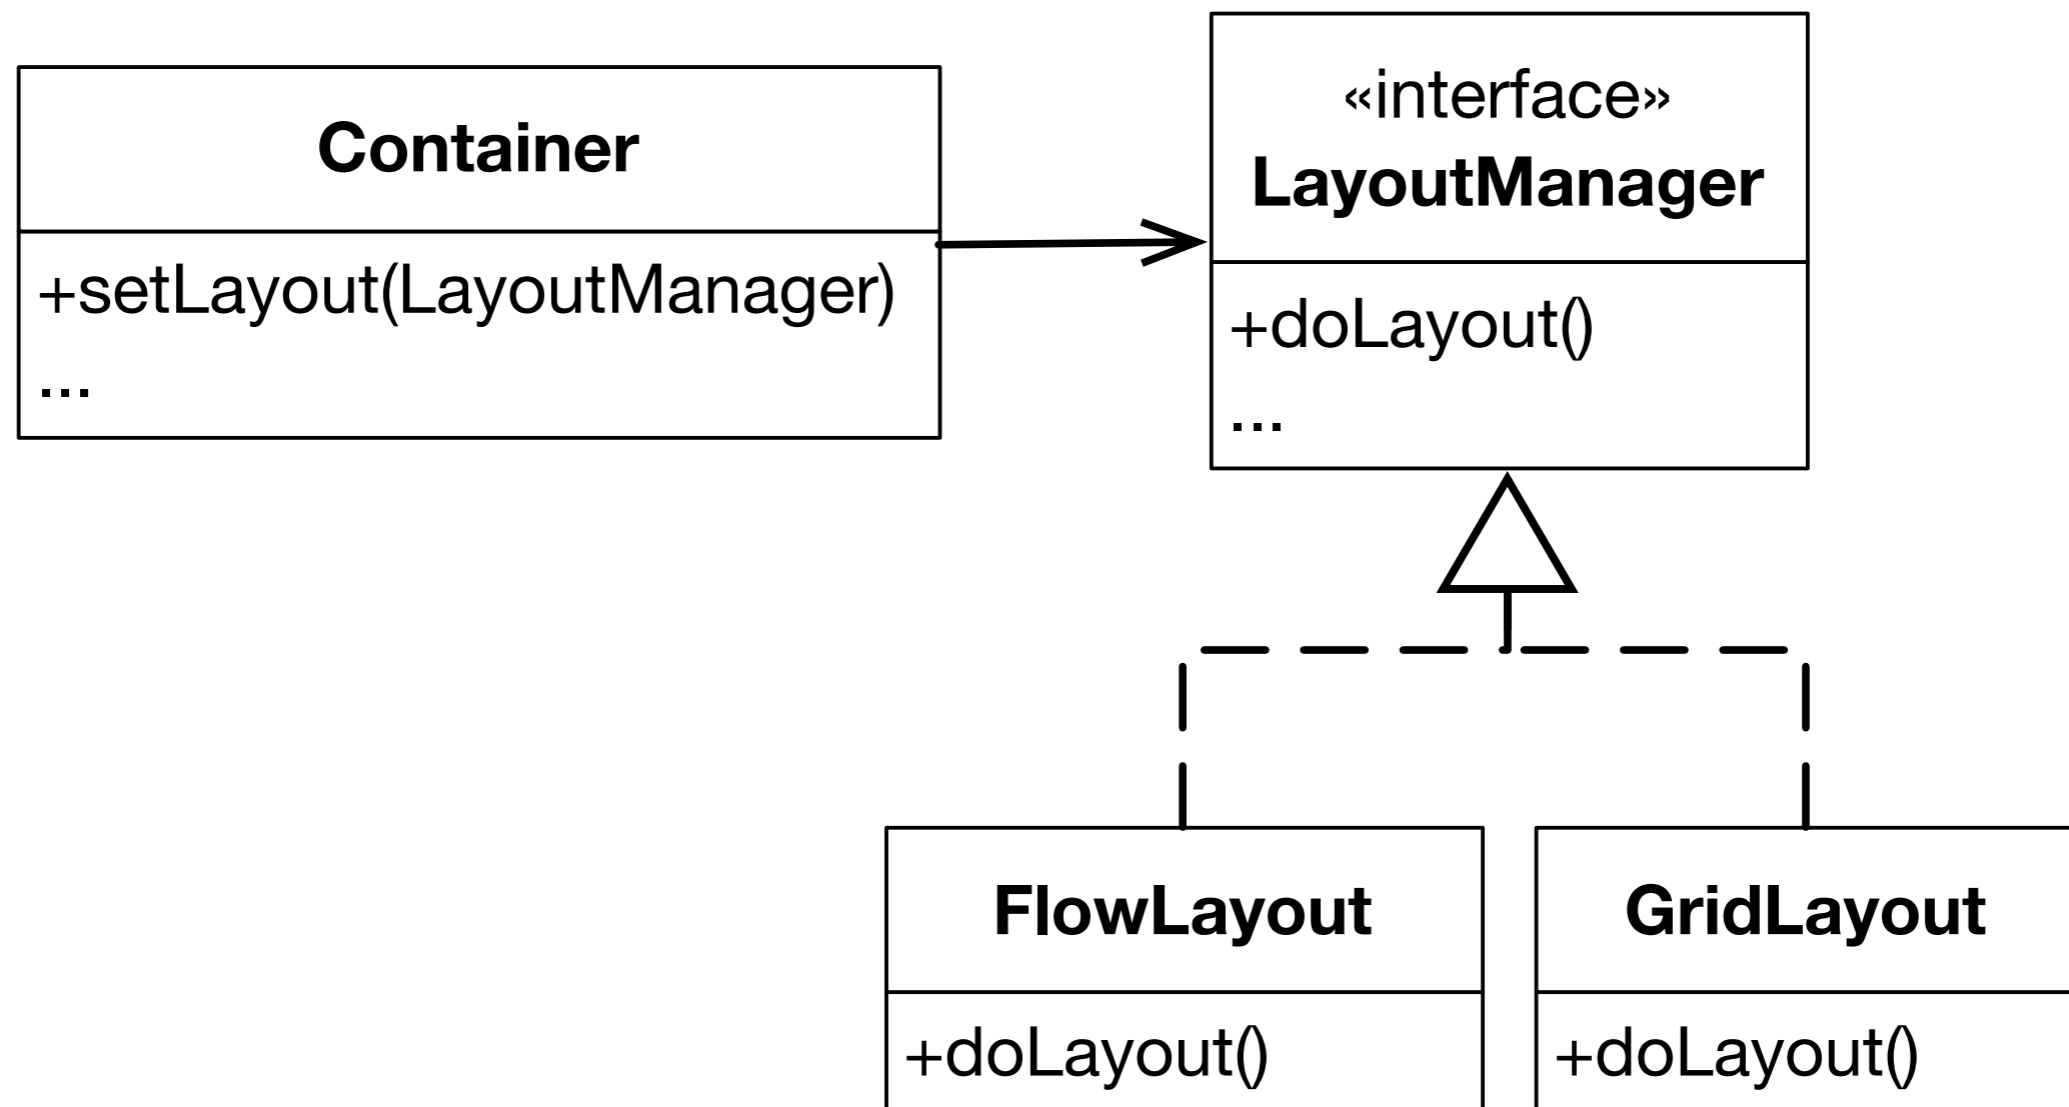 Container
+setLayout(LayoutManager)
...
«interface»
LayoutManager
+doLayout()
...
FlowLayout
+doLayout()
GridLayout
+doLayout()